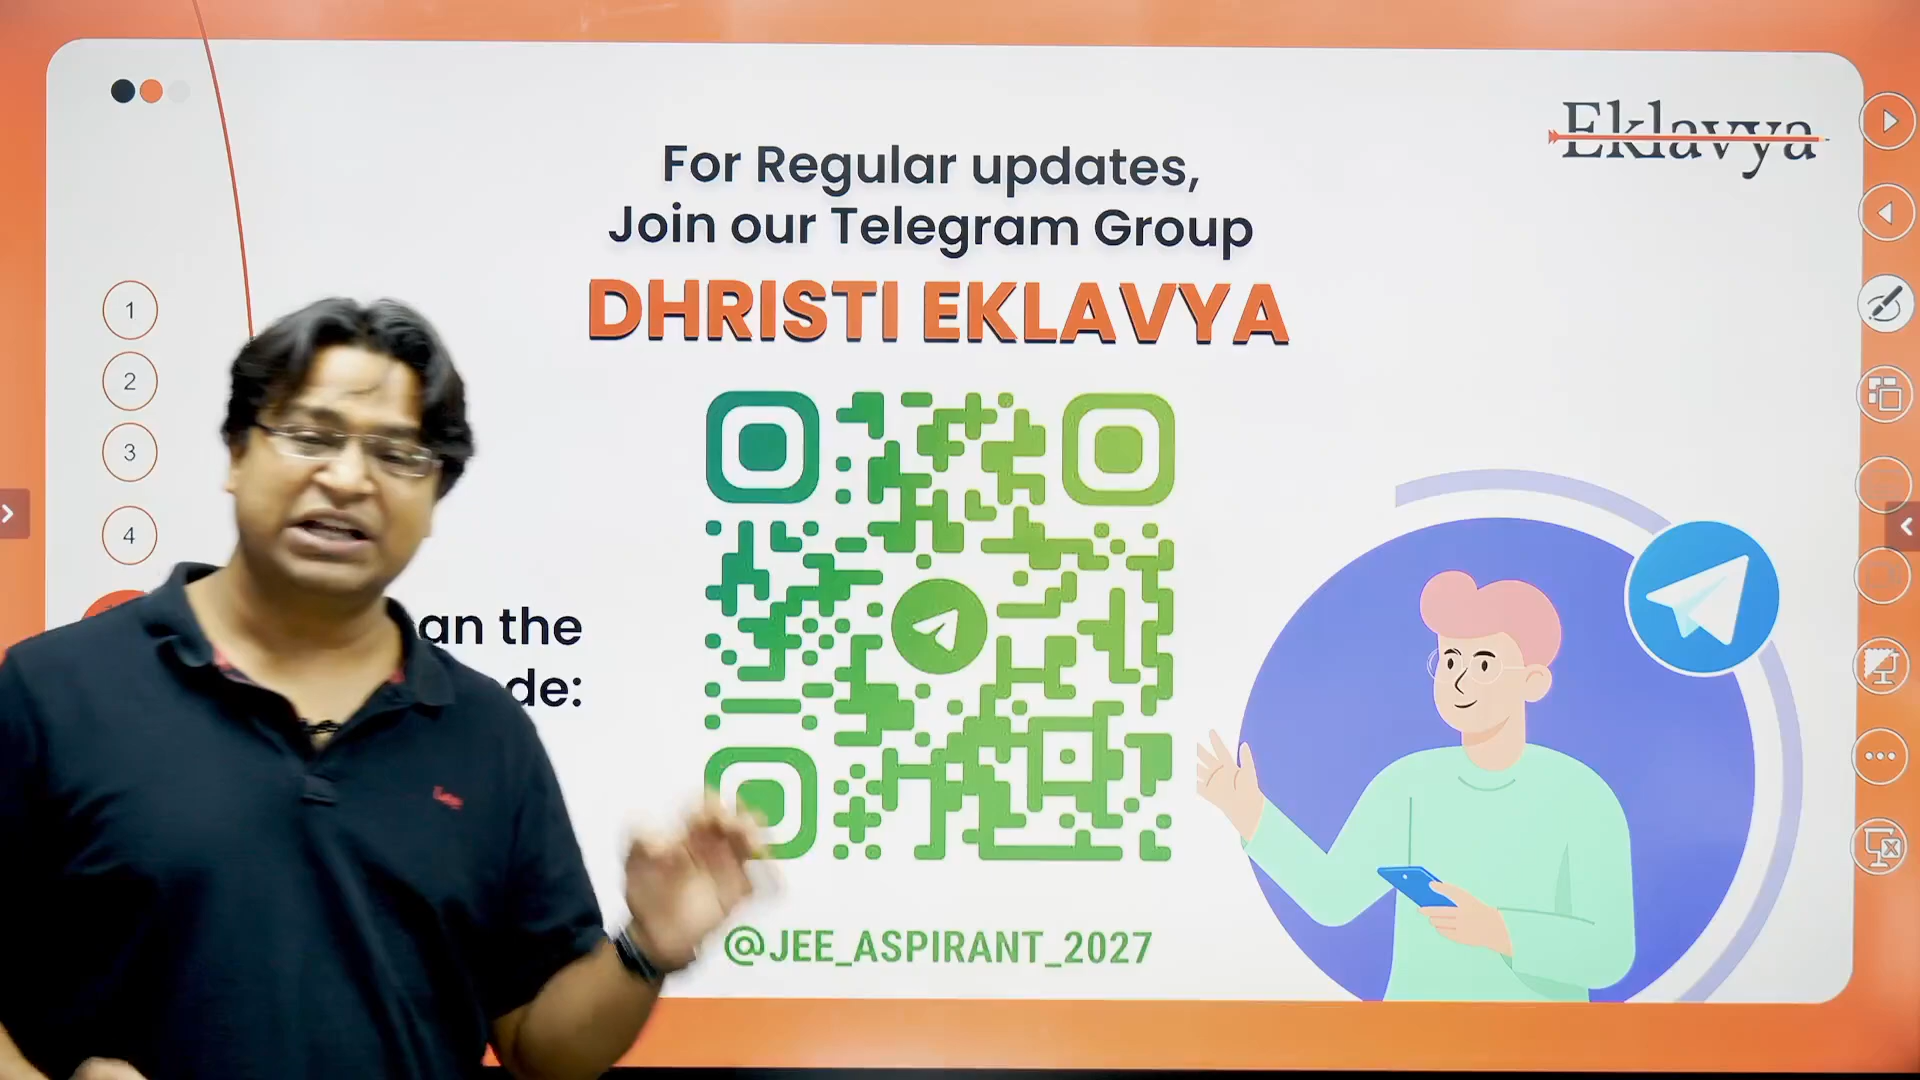 Eklavya
For Regular updates,
Join our Telegram Group
DHRISTI EKLAVYA
1
2
3
4
an the
de:
@JEE_ASPIRANT_2027